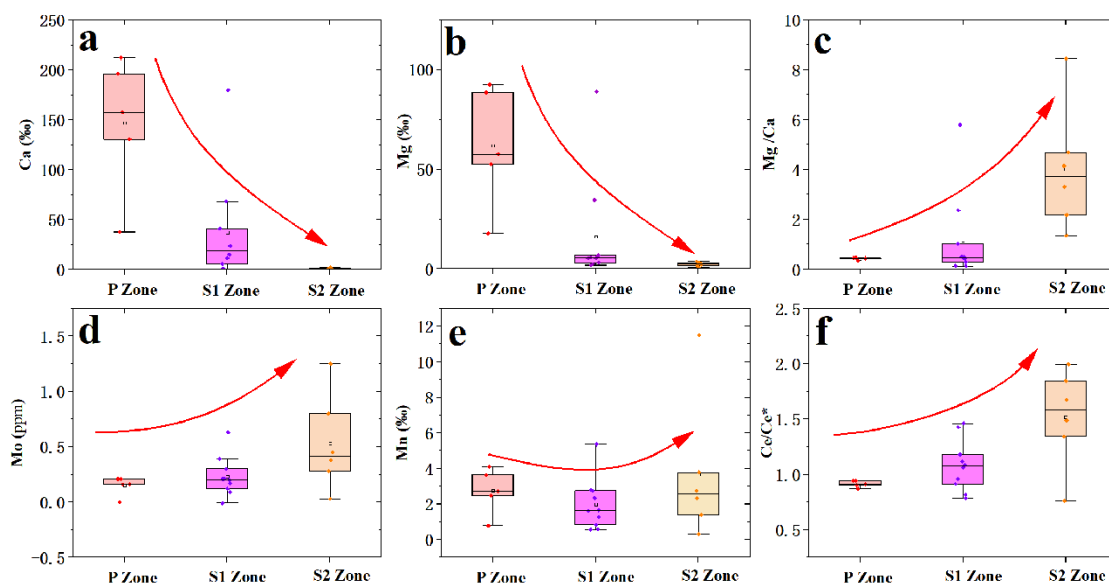 a
Ca (‰)
250
200
150
100
50
0
P Zone S1 Zone S2 Zone
b
Mg (‰)
100
50
0
P Zone S1 Zone S2 Zone
c
Mg /Ca
10
8
6
4
2
0
P Zone S1 Zone S2 Zone
d
Mo (ppm)
1.5
1.0
0.5
0.0
-0.5
P Zone S1 Zone S2 Zone
e
Mn (‰)
12
10
8
6
4
2
0
P Zone S1 Zone S2 Zone
f
Ce/Ce*
2.5
2.0
1.5
1.0
0.5
P Zone S1 Zone S2 Zone